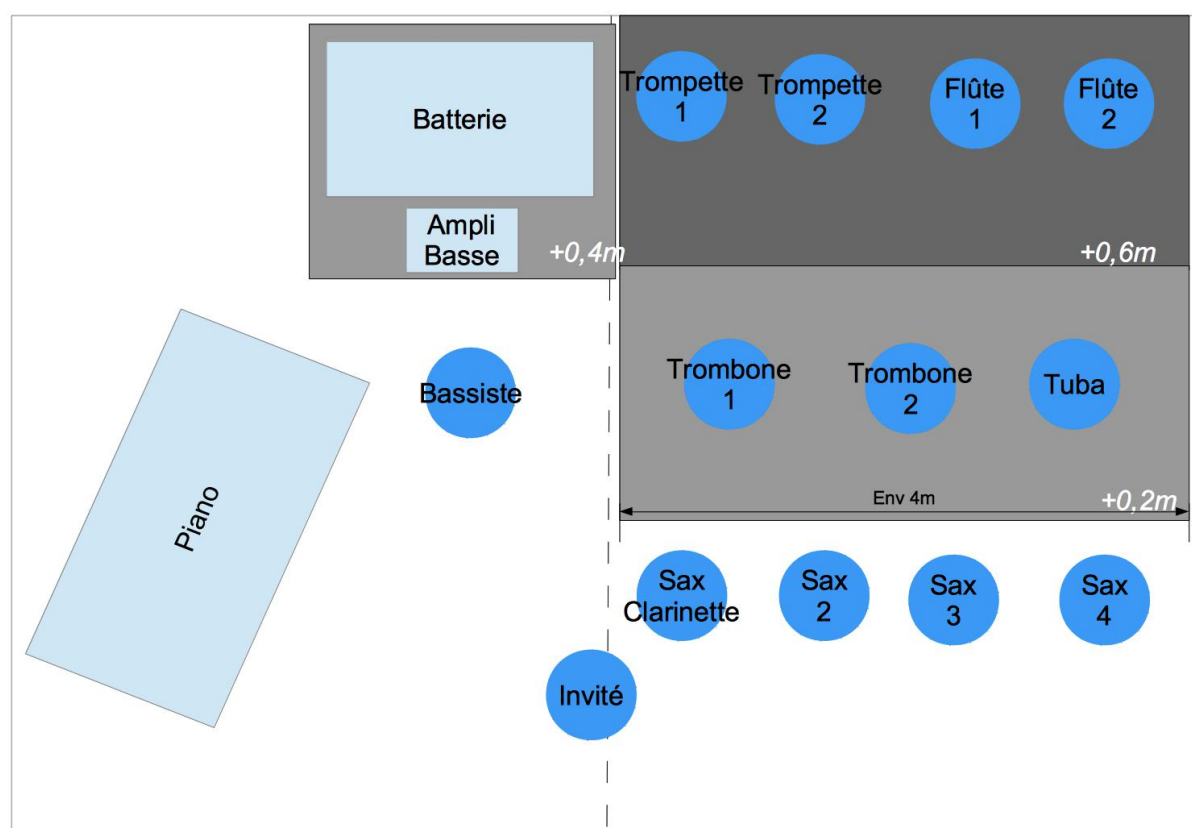 Batterie
Ampli
Basse
+0,4m
Trompette
1
Trompette
2
Flûte
1
Flûte
2
+0,6m
Bassiste
Trombone
1
Trombone
2
Tuba
Env 4m
+0,2m
Piano
Sax
Clarinette
Sax
2
Sax
3
Sax
4
Invité